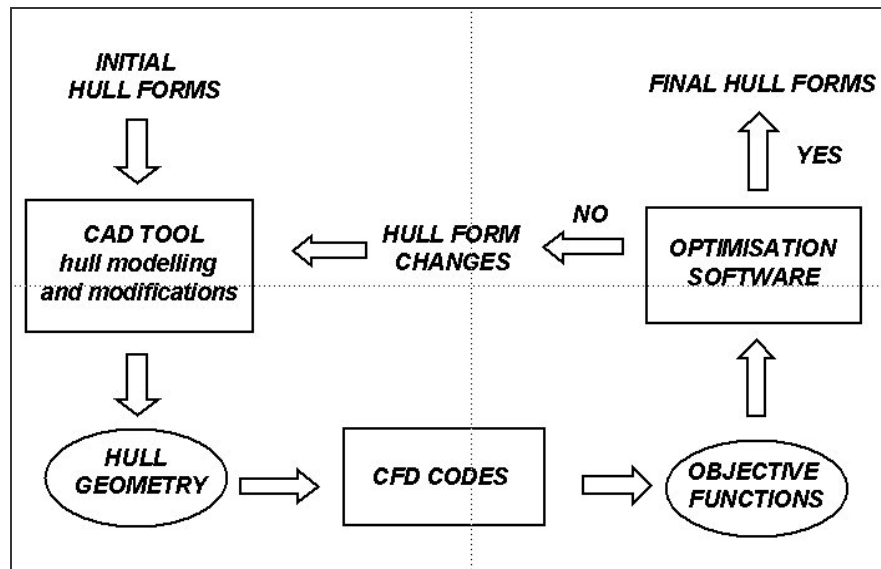 INITIAL
HULL FORMS
FINAL HULL FORMS
YES
NO
CAD TOOL
hull modelling
and modifications
HULL FORM
CHANGES
OPTIMISATION
SOFTWARE
HULL
GEOMETRY
CFD CODES
OBJECTIVE
FUNCTIONS